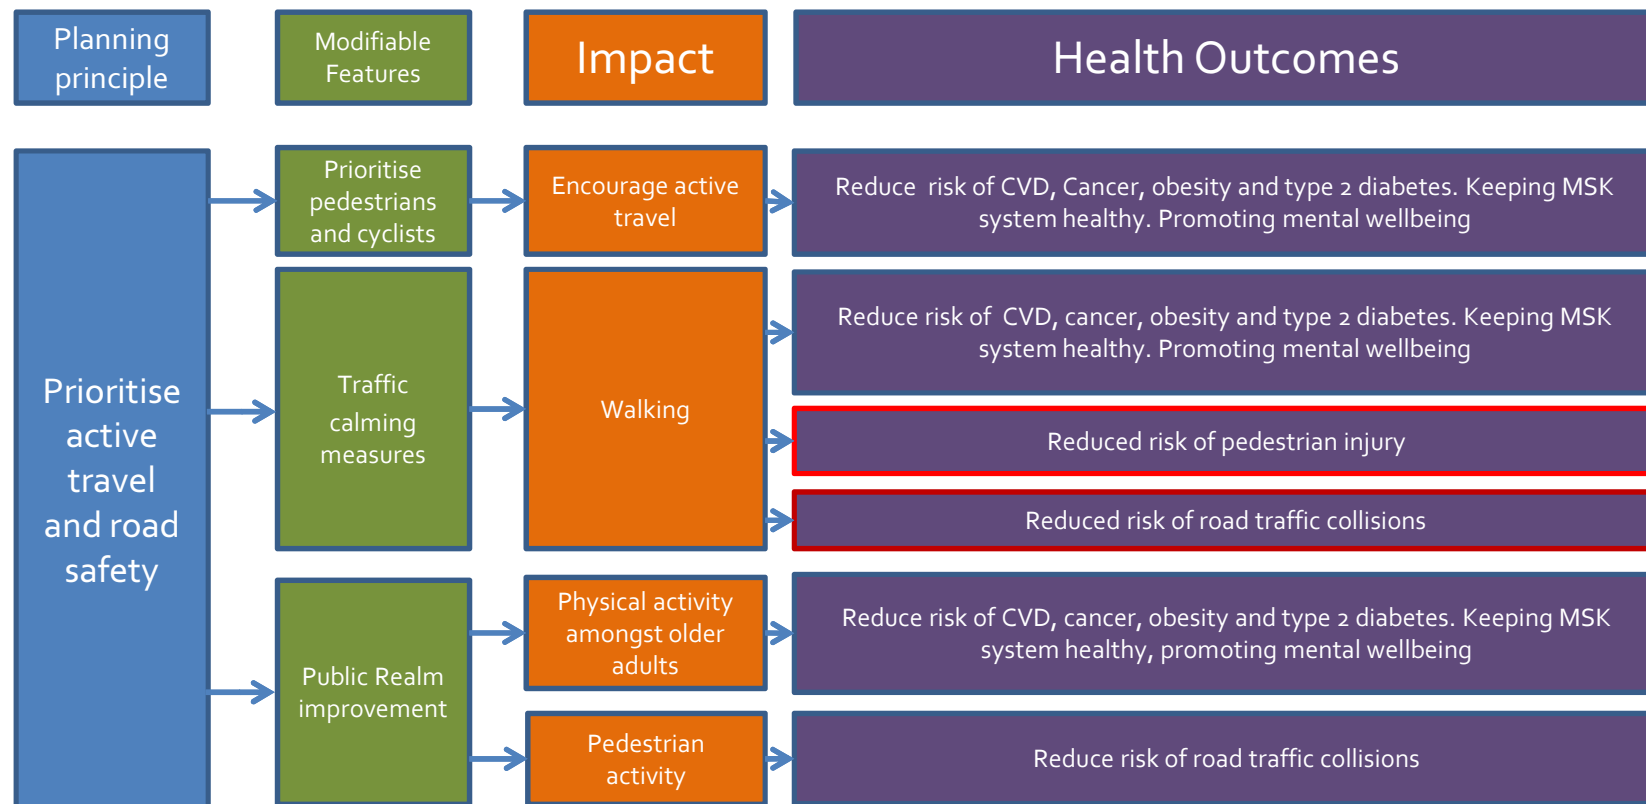 Planning
principle
Modifiable
Features
Impact
Health Outcomes
Prioritise
active
travel
and road
safety
Prioritise
pedestrians
and cyclists
Encourage active
travel
Reduce risk of CVD, Cancer, obesity and type 2 diabetes. Keeping MSK
system healthy. Promoting mental wellbeing
Traffic
calming
measures
Walking
Reduce risk of CVD, cancer, obesity and type 2 diabetes. Keeping MSK
system healthy. Promoting mental wellbeing
Reduced risk of pedestrian injury
Reduced risk of road traffic collisions
Public Realm
improvement
Physical activity
amongst older
adults
Reduce risk of CVD, cancer, obesity and type 2 diabetes. Keeping MSK
system healthy, promoting mental wellbeing
Pedestrian
activity
Reduce risk of road traffic collisions